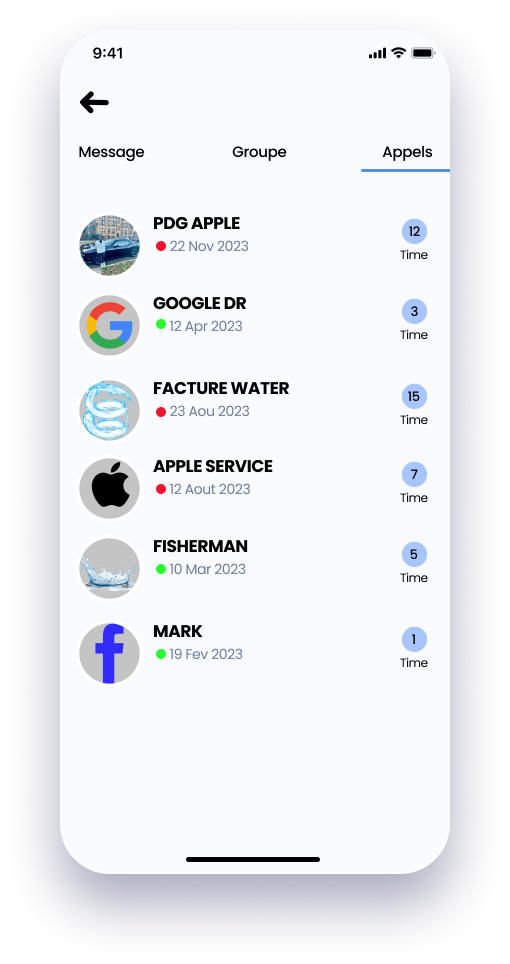 9:41
Message Groupe Appels
PDG APPLE
22 Nov 2023
12
Time
GOOGLE DR
12 Apr 2023
3
Time
FACTURE WATER
23 Aou 2023
15
Time
APPLE SERVICE
12 Aout 2023
7
Time
FISHERMAN
10 Mar 2023
5
Time
MARK
19 Fev 2023
1
Time